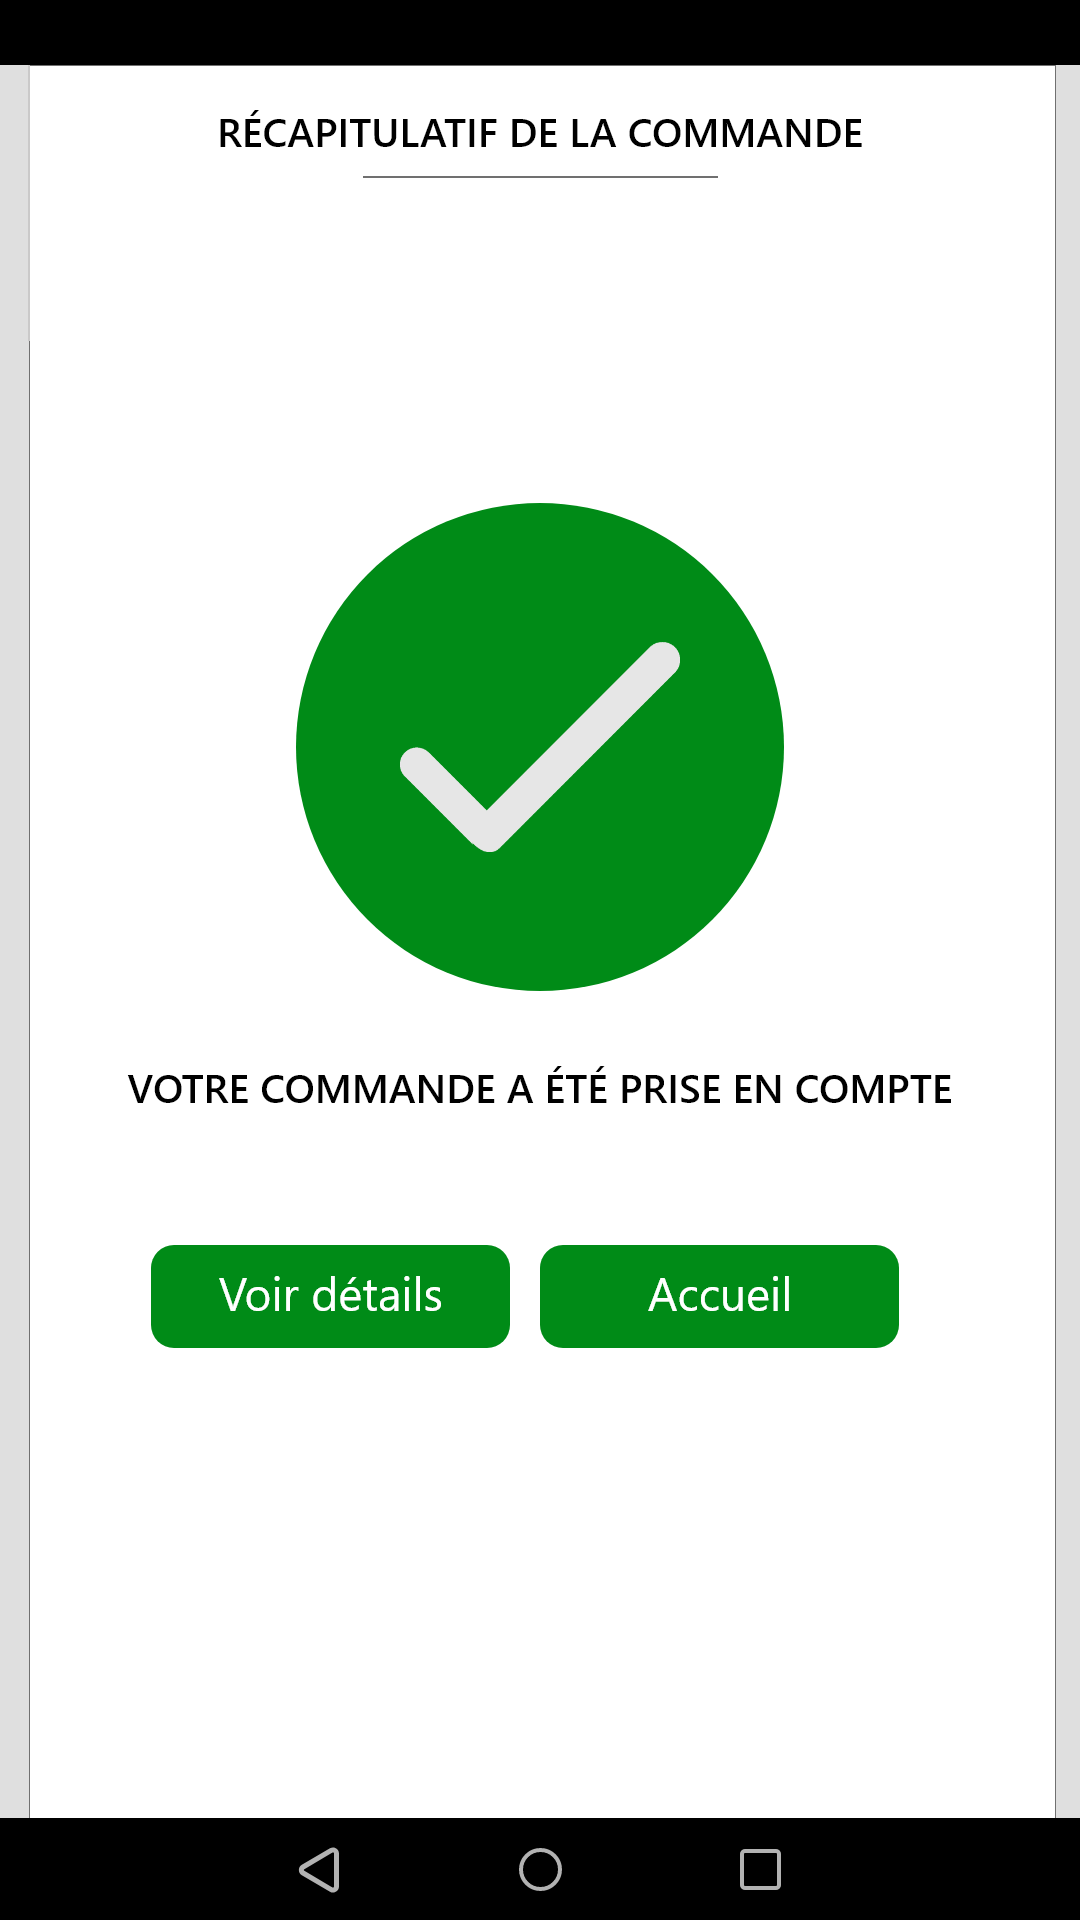 RÉCAPITULATIF DE LA COMMANDE
VOTRE COMMANDE A ÉTÉ PRISE EN COMPTE
Voir détails
Accueil